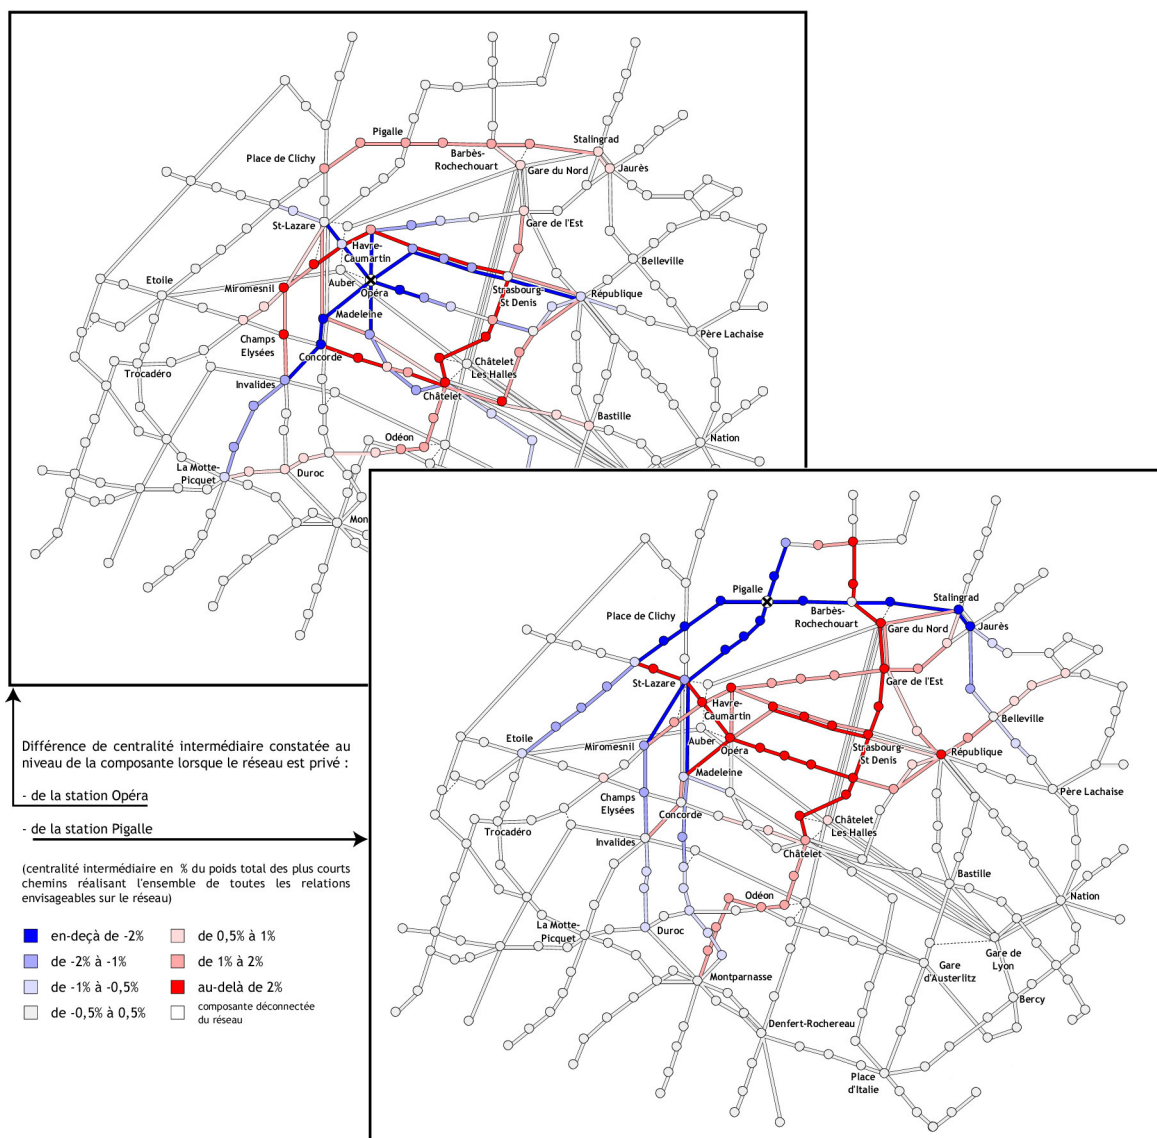 Pigalle
Stalingrad
Place de Clichy
Barbès-
Rochechouart
Gare du Nord
Jaurès
St-Lazare
Gare de l'Est
Havre-
Caumartin
Belleville
Etoile
Auber
Opéra
Miromesnil
Strasbourg-
St Denis
République
Madeleine
Père Lachaise
Champs
Elysées
Concorde
Châtelet
Les Halles
Trocadéro
Invalides
Châtelet
Bastille
Odéon
Nation
La Motte-
Picquet
Duroc
Mon
Pigalle
Stalingrad
Place de Clichy
Barbès-
Rochechouart
Gare du Nord
Jaurès
St-Lazare
Gare de l'Est
Havre-
Caumartin
Belleville
Etoile
Miromesnil
Auber
Opéra
Strasbourg-
St Denis
République
Madeleine
Père Lachaise
Champs
Elysées
Concorde
Châtelet
Les Halles
Trocadéro
Invalides
Châtelet
Bastille
Odéon
Nation
La Motte-
Picquet
Duroc
Gare de
Lyon
Gare
d'Austerlitz
Montparnasse
Bercy
Denfert-Rochereau
Place
d'Italie
Différence de centralité intermédiaire constatée au
niveau de la composante lorsque le réseau est privé :
- de la station Opéra
- de la station Pigalle
(centralité intermédiaire en % du poids total des plus courts
chemins réalisant l'ensemble de toutes les relations
envisageables sur le réseau)
en-deçà de -2%
de -2% à -1%
de -1% à -0,5%
de -0,5% à 0,5%
de 0,5% à 1%
de 1% à 2%
au-delà de 2%
composante déconnectée
du réseau